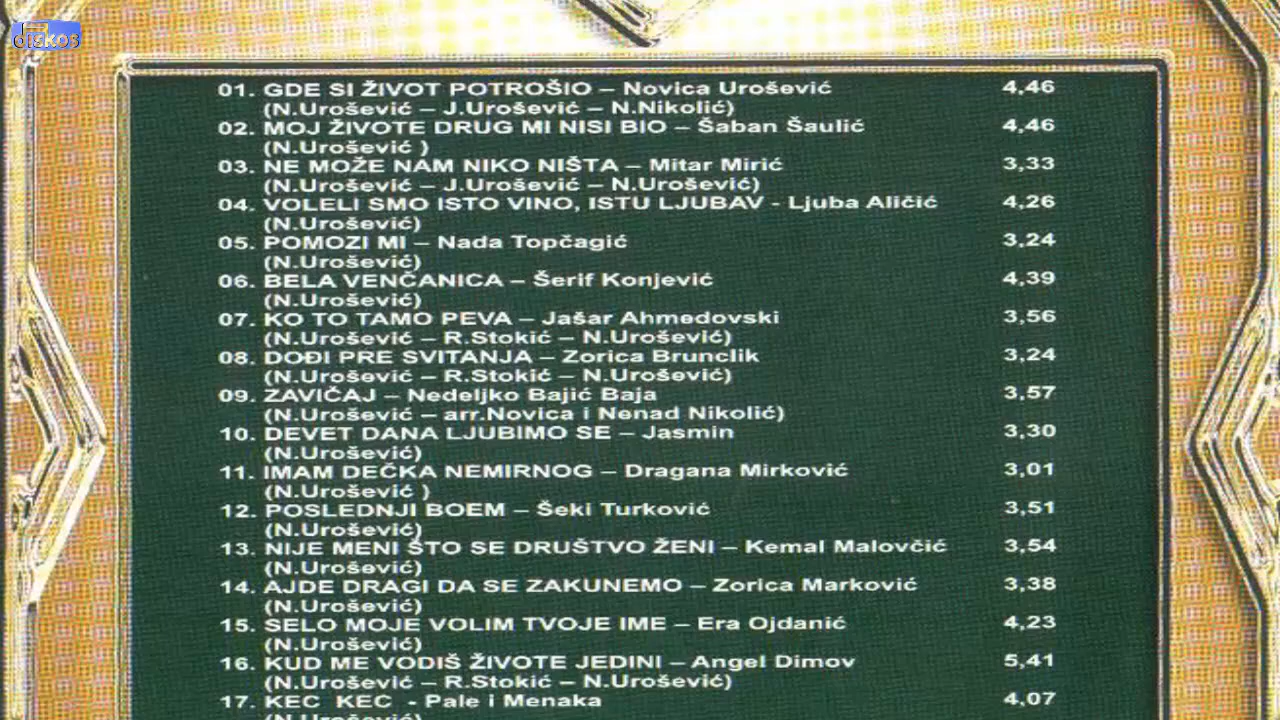 diskos
01. GDE SI ŽIVOT POTROŠIO – Novica Urošević 4,46
(N.Urošević – J.Urošević – N.Nikolić)
02. MOJ ŽIVOTE DRUG MI NISI BIO – Šaban Šaulić 4,46
(N.Urošević )
03. NE MOŽE NAM NIKO NIŠTA – Mitar Mirić 3,33
(N.Urošević – J.Urošević – N.Urošević)
04. VOLELI SMO ISTO VINO, ISTU LJUBAV - Ljuba Aličić 4,26
(N.Urošević)
05. POMOZI MI – Nada Topčagić 3,24
(N.Urošević)
06. BELA VENČANICA – Šerif Konjević 4,39
(N.Urošević)
07. KO TO TAMO PEVA – Jašar Ahmedovski 3,56
(N.Urošević – R.Stokić – N.Urošević)
08. DOĐI PRE SVITANJA – Zorica Brunclik 3,24
(N.Urošević – R.Stokić – N.Urošević)
09. ZAVIČAJ – Nedeljko Bajić Baja 3,57
(N.Urošević – arr.Novica i Nenad Nikolić)
10. DEVET DANA LJUBIMO SE – Jasmin 3,30
(N.Urošević)
11. IMAM DEČKA NEMIRNOG – Dragana Mirković 3,01
(N.Urošević )
12. POSLEDNJI BOEM – Šeki Turković 3,51
(N.Urošević)
13. NIJE MENI ŠTO SE DRUŠTVO ŽENI – Kemal Malovčić 3,54
(N.Urošević)
14. AJDE DRAGI DA SE ZAKUNEMO – Zorica Marković 3,38
(N.Urošević)
15. SELO MOJE VOLIM TVOJE IME – Era Ojdanić 4,23
(N.Urošević)
16. KUD ME VODIŠ ŽIVOTE JEDINI – Angel Dimov 5,41
(N.Urošević – R.Stokić – N.Urošević)
17. KEC KEC - Pale i Menaka 4,07
(N.Urošević)